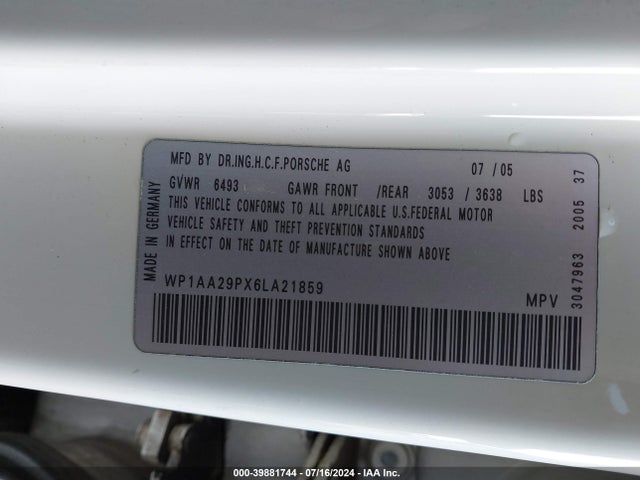 MFD BY DR.ING.H.C.F.PORSCHE AG 07 /05
GVWR 6493 GAWR FRONT /REAR 3053 / 3638 LBS
THIS VEHICLE CONFORMS TO ALL APPLICABLE U.S.FEDERAL MOTOR
VEHICLE SAFETY AND THEFT PREVENTION STANDARDS
IN EFFECT ON THE DATE OF MANUFACTURE SHOWN ABOVE
WP1AA29PX6LA21859 MPV
MADE IN GERMANY
3047963 2005 37
000-39881744 - 07/16/2024 - IAA Inc.